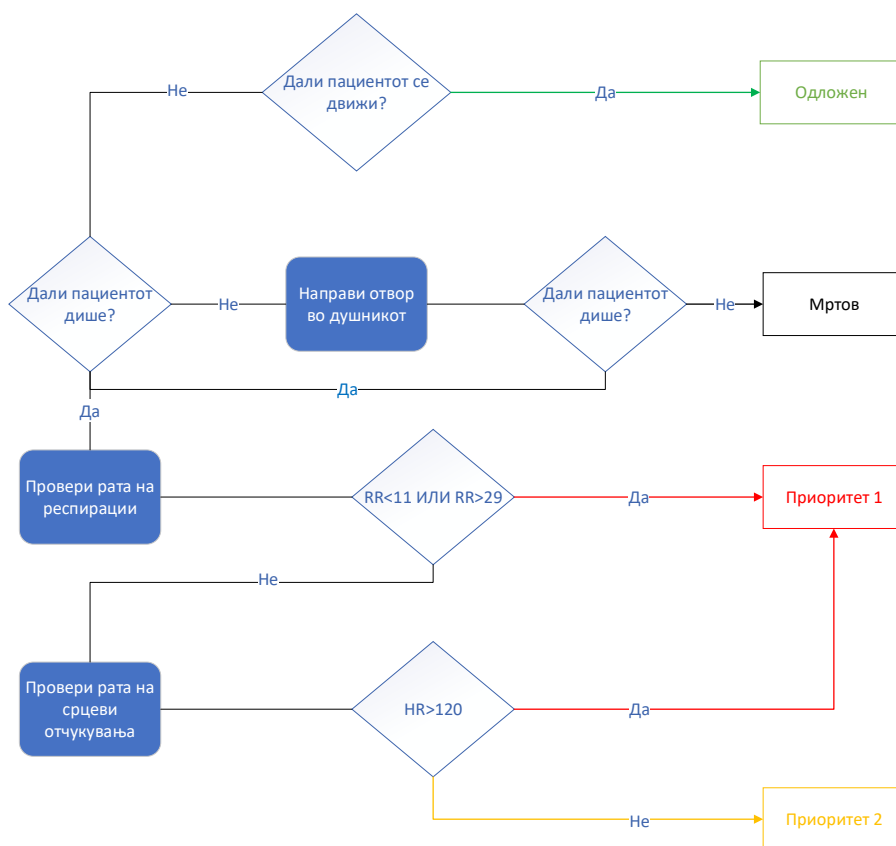 Дали пациентот се
движи?
Не
Да
Одложен
Дали пациентот
дише?
Не
Направи отвор
во душникот
Дали пациентот
дише?
Не
Мртов
Да
Да
Провери рата на
респирации
RR<11 ИЛИ RR>29
Да
Приоритет 1
Не
Провери рата на
срцеви
отчукувања
HR>120
Да
Не
Приоритет 2